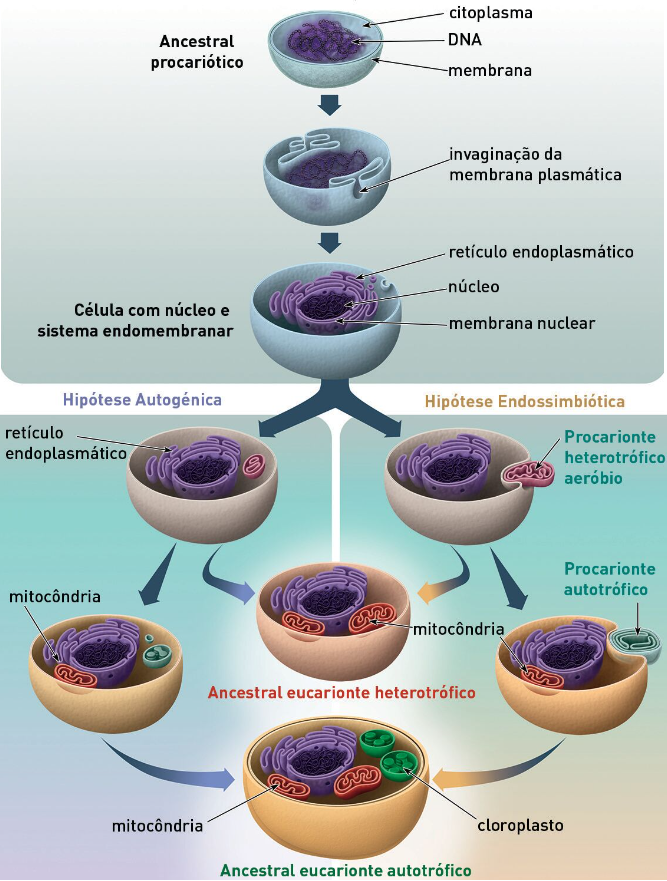 citoplasma
Ancestral
procariótico
DNA
membrana
invaginação da
membrana plasmática
retículo endoplasmático
núcleo
Célula com núcleo e
sistema endomembranar
membrana nuclear
Hipótese Autogénica
Hipótese Endossimbiótica
retículo
endoplasmático
Procarionte
heterotrófico
aeróbio
Procarionte
autotrófico
mitocôndria
mitocôndria
Ancestral eucarionte heterotrófico
mitocôndria
cloroplasto
Ancestral eucarionte autotrófico